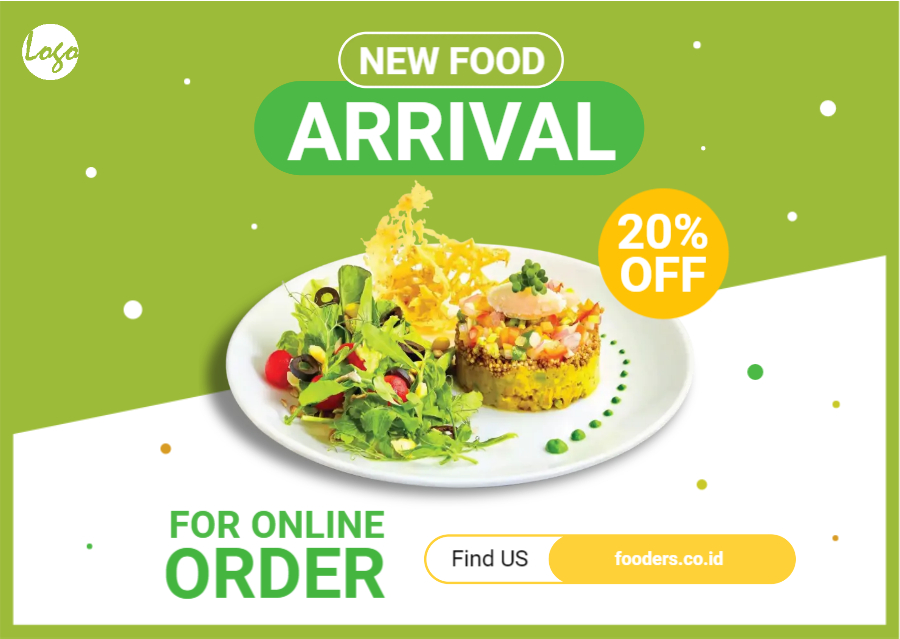 Logo
NEW FOOD
ARRIVAL
20%
OFF
FOR ONLINE
ORDER
Find US
fooders.co.id